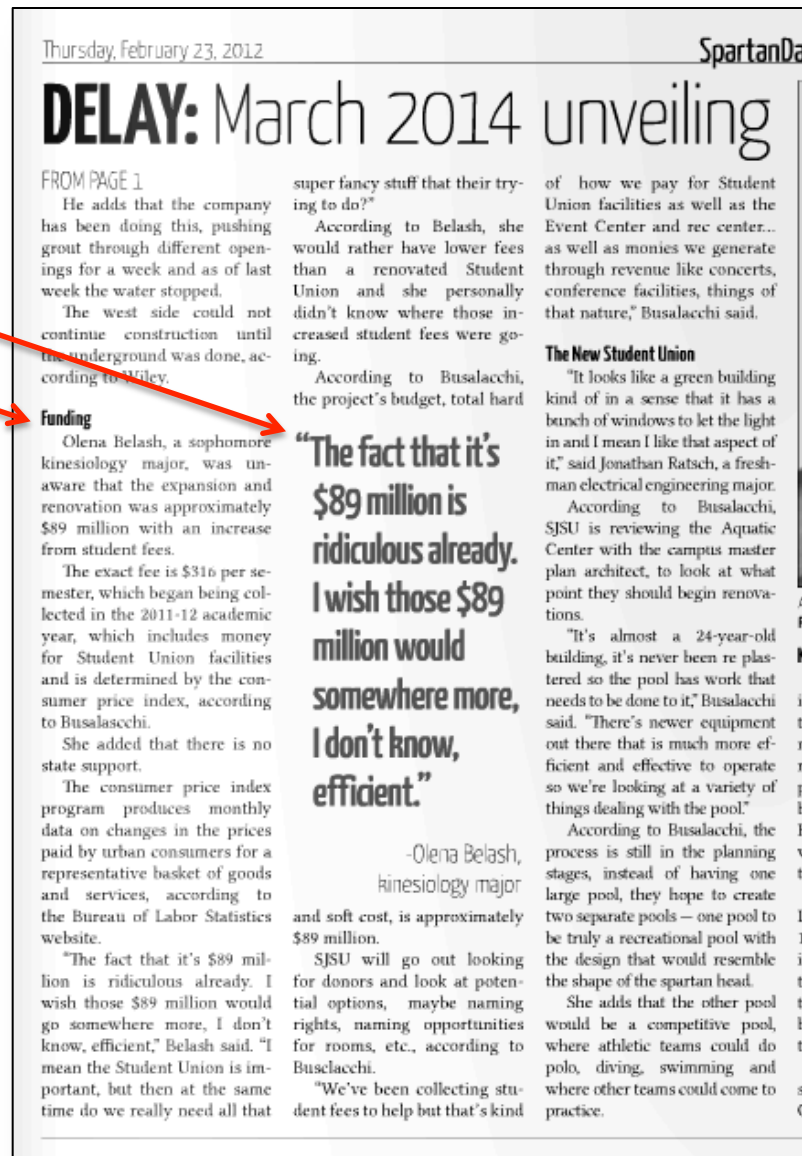 Thursday, February 23, 2012
SpartanDa
DELAY: March 2014 unveiling
FROM PAGE 1
He adds that the company
has been doing this, pushing
grout through different open-
ings for a week and as of last
week the water stopped.
The west side could not
continue construction until
the underground was done, ac-
cording to Wiley.
Funding
Olena Belash, a sophomore
kinesiology major, was un-
aware that the expansion and
renovation was approximately
$89 million with an increase
from student fees.
The exact fee is $316 per se-
mester, which began being col-
lected in the 2011-12 academic
year, which includes money
for Student Union facilities
and is determined by the con-
sumer price index, according
to Busalascchi.
She added that there is no
state support.
The consumer price index
program produces monthly
data on changes in the prices
paid by urban consumers for a
representative basket of goods
and services, according to
the Bureau of Labor Statistics
website.
"The fact that it's $89 mil-
lion is ridiculous already. I
wish those $89 million would
go somewhere more, I don't
know, efficient," Belash said. "I
mean the Student Union is im-
portant, but then at the same
time do we really need all that
super fancy stuff that their try-
ing to do?"
According to Belash, she
would rather have lower fees
than a renovated Student
Union and she personally
didn't know where those in-
creased student fees were go-
ing.
According to Busalacchi,
the project's budget, total hard
"The fact that it's
$89 million is
ridiculous already.
I wish those $89
million would
somewhere more,
I don't know,
efficient."
-Olena Belash,
kinesiology major
and soft cost, is approximately
$89 million.
SJSU will go out looking
for donors and look at poten-
tial options, maybe naming
rights, naming opportunities
for rooms, etc., according to
Busclacchi.
"We've been collecting stu-
dent fees to help but that's kind
of how we pay for Student
Union facilities as well as the
Event Center and rec center...
as well as monies we generate
through revenue like concerts,
conference facilities, things of
that nature," Busalacchi said.
The New Student Union
"It looks like a green building
kind of in a sense that it has a
bunch of windows to let the light
in and I mean I like that aspect of
it," said Jonathan Ratsch, a fresh-
man electrical engineering major.
According to Busalacchi,
SJSU is reviewing the Aquatic
Center with the campus master
plan architect, to look at what
point they should begin renova-
tions.
"It's almost a 24-year-old
building, it's never been re plas-
tered so the pool has work that
needs to be done to it," Busalacchi
said. "There's newer equipment
out there that is much more ef-
ficient and effective to operate
so we're looking at a variety of
things dealing with the pool."
According to Busalacchi, the
process is still in the planning
stages, instead of having one
large pool, they hope to create
two separate pools — one pool to
be truly a recreational pool with
the design that would resemble
the shape of the spartan head.
She adds that the other pool
would be a competitive pool,
where athletic teams could do
polo, diving, swimming and
where other teams could come to
practice.